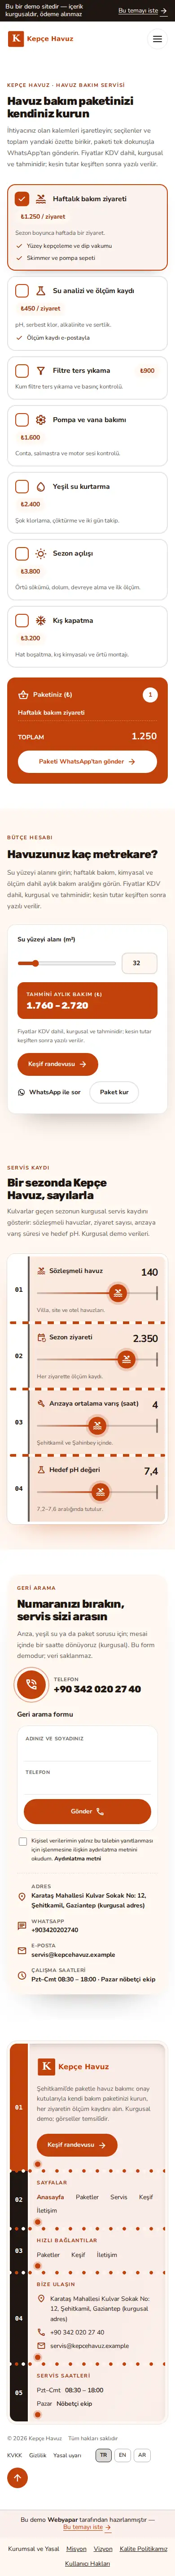 Bu bir demo sitedir — içerik
kurgusaldır, ödeme alınmaz
Bu temayı iste →
K Kepçe Havuz
KEPÇE HAVUZ · HAVUZ BAKIM SERVİSİ
Havuz bakım paketinizi
kendiniz kurun
İhtiyacınız olan kalemleri işaretleyin: seçilenler ve
toplam yandaki özette birikir, paketi tek dokunuşla
WhatsApp'tan gönderin. Fiyatlar KDV dahil, kurgusal
ve tahminidir; kesin tutar keşiften sonra verilir.
Haftalık bakım ziyareti
₺1.250 / ziyaret
Sezon boyunca haftada bir ziyaret.
Yüzey kepçeleme ve dip vakumu
Skimmer ve pompa sepeti
Su analizi ve ölçüm kaydı
₺450 / ziyaret
pH, serbest klor, alkalinite ve sertlik.
Ölçüm kaydı e-postayla
Filtre ters yıkama
₺900
Kum filtre ters yıkama ve basınç kontrolü.
Pompa ve vana bakımı
₺1.600
Conta, salmastra ve motor sesi kontrolü.
Yeşil su kurtarma
₺2.400
Şok klorlama, çöktürme ve iki gün takip.
Sezon açılışı
₺3.800
Örtü sökümü, dolum, devreye alma ve ilk ölçüm.
Kış kapatma
₺3.200
Hat boşaltma, kış kimyasalı ve örtü montajı.
Paketiniz (₺)
1
Haftalık bakım ziyareti
TOPLAM
1.250
Paketi WhatsApp'tan gönder →
BÜTÇE HESABI
Havuzunuz kaç metrekare?
Su yüzeyi alanını girin; haftalık bakım, ziyaret ve
ölçüm dahil aylık bakım aralığını görün. Fiyatlar KDV
dahil, kurgusal ve tahminidir; kesin tutar keşiften sonra
yazılı verilir.
Su yüzeyi alanı (m²)
32
TAHMİNİ AYLIK BAKIM (₺)
1.760 – 2.720
Fiyatlar KDV dahil, kurgusal ve tahminidir; kesin tutar
keşiften sonra verilir.
Keşif randevusu →
WhatsApp ile sor
Paket kur
SERVİS KAYDI
Bir sezonda Kepçe
Havuz, sayılarla
Kulvarlar geçen sezonun kurgusal servis kaydını
gösterir: sözleşmeli havuzlar, ziyaret sayısı, arızaya
varış süresi ve pH. Kurgusal demo verileri.
01
Sözleşmeli havuz
140
Villa, site ve otel havuzları.
02
Sezon ziyareti
2.350
Her ziyarette ölçüm kaydı.
03
Arızaya ortalama varış (saat)
4
Şehitkamil ve Şahinbey içinde.
04
Hedef pH değeri
7,4
7,2–7,6 aralığında tutulur.
GERİ ARAMA
Numaranızı bırakın,
servis sizi arasın
Arıza, yeşil su ya da paket sorusu için; mesai
içinde bir saatte dönüyoruz (kurgusal). Bu form
demodur, veri saklanmaz.
TELEFON
+90 342 020 27 40
Geri arama formu
ADINIZ VE SOYADINIZ
TELEFON
Gönder
Kişisel verilerimin yalnız bu talebin yanıtlanması
için işlenmesine ilişkin aydınlatma metnini
okudum. Aydınlatma metni
ADRES
Karataş Mahallesi Kulvar Sokak No: 12,
Şehitkamil, Gaziantep (kurgusal adres)
WHATSAPP
+903420202740
E-POSTA
servis@kepcehavuz.example
ÇALIŞMA SAATLERİ
Pzt–Cmt 08:30 – 18:00 · Pazar nöbetçi ekip
01
K Kepçe Havuz
Şehitkamil'de paketle havuz bakımı: onay
kutularıyla kendi bakım paketinizi kurun,
her ziyaretin ölçüm kaydını alın. Kurgusal
demo; görseller temsilîdir.
Keşif randevusu →
02
SAYFALAR
Anasayfa Paketler Servis Keşif
İletişim
03
HIZLI BAĞLANTILAR
Paketler Keşif İletişim
04
BİZE ULAŞIN
Karataş Mahallesi Kulvar Sokak No:
12, Şehitkamil, Gaziantep (kurgusal
adres)
+90 342 020 27 40
servis@kepcehavuz.example
05
SERVİS SAATLERİ
Pzt–Cmt 08:30 – 18:00
Pazar Nöbetçi ekip
© 2026 Kepçe Havuz Tüm hakları saklıdır
KVKK Gizlilik Yasal uyarı
TR EN AR
Bu demo Webyapar tarafından hazırlanmıştır —
Bu temayı iste →
Kurumsal ve Yasal Misyon Vizyon Kalite Politikamız
Kullanıcı Hakları